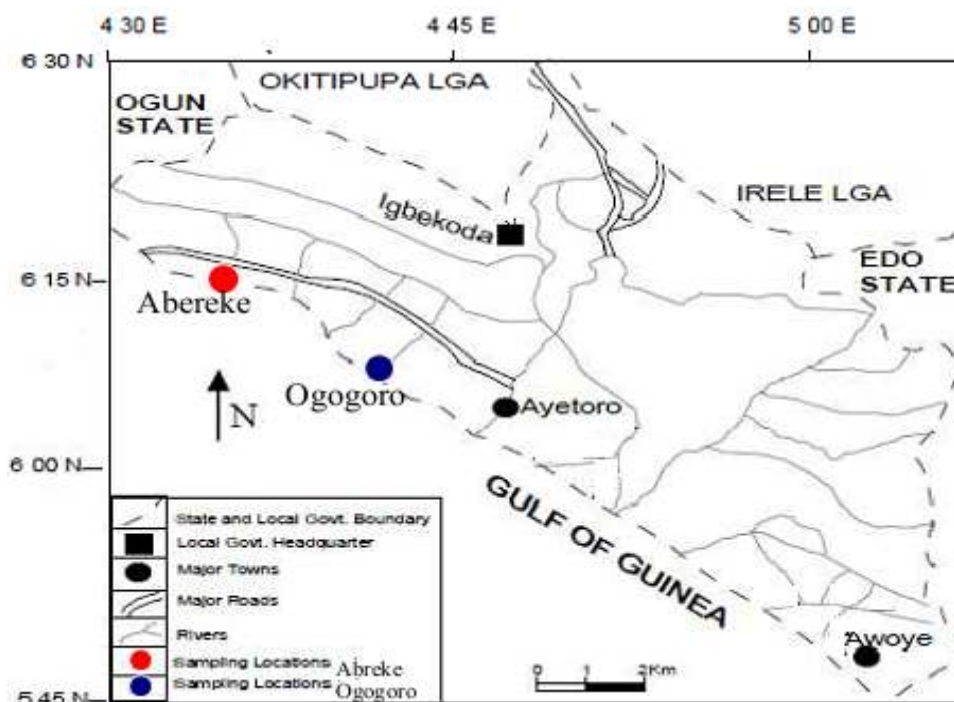 4 30 E 4 45 E 5 00 E
6 30 N
OKITIPUPA LGA
OGUN
STATE
Igbekoda
IRELE LGA
EDO
STATE
6 15 N
Abereke
Ogogoro
N
Ayetoro
6 00 N
GULF OF GUINEA
State and Local Govt. Boundary
Local Govt. Headquarter
Major Towns
Major Roads
Rivers
Sampling Locations Abreke
Sampling Locations Ogogoro
Awoye
0 1 2Km
5 45 N